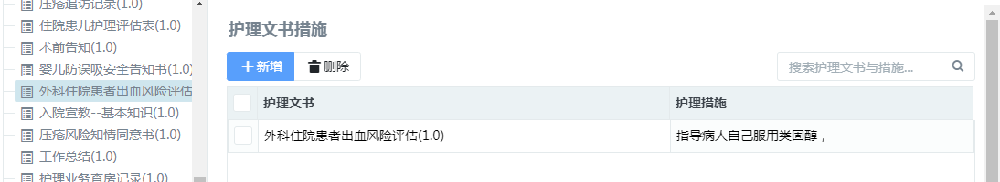 压疮追访记录(1.0)
住院患儿护理评估表(1.0)
术前告知(1.0)
婴儿防误吸安全告知书(1.0)
外科住院患者出血风险评估
入院宣教--基本知识(1.0)
压疮风险知情同意书(1.0)
工作总结(1.0)
护理业务查房记录(1.0)
护理文书措施
新增
删除
搜索护理文书与措施...
护理文书
护理措施
外科住院患者出血风险评估(1.0)
指导病人自己服用类固醇，